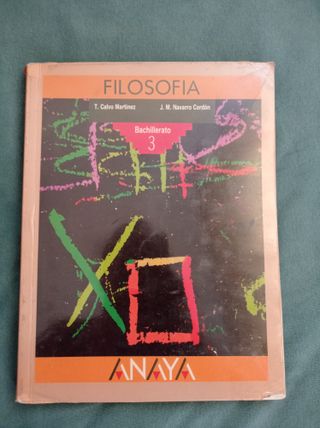 FILOSOFIA
T. Calvo Martínez J. M. Navarro Cordón
Bachillerato
3
ANAYA